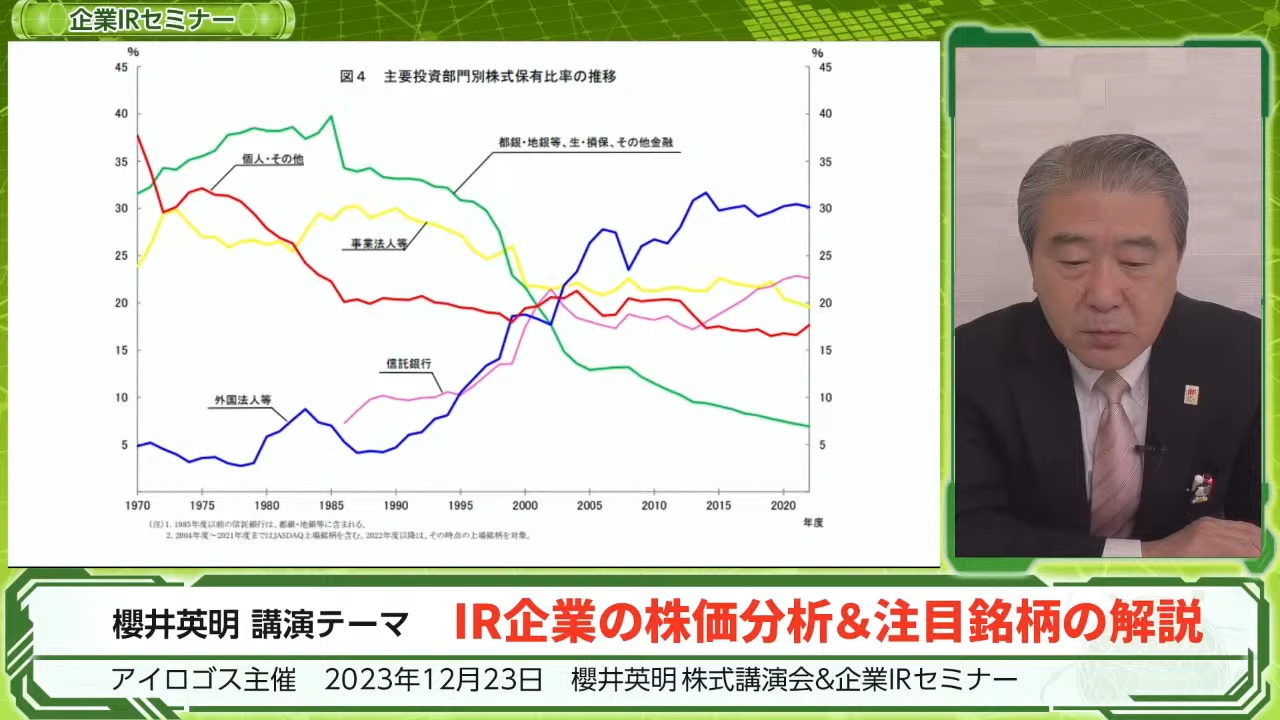 企業IRセミナー
図4 主要投資部門別株式保有比率の推移
% %
45 45
40 40
35 35
30 30
25 25
20 20
15 15
10 10
5 5
都銀・地銀等、生・損保、その他金融
個人・その他
事業法人等
信託銀行
外国法人等
1970 1975 1980 1985 1990 1995 2000 2005 2010 2015 2020
年度
(注)1. 1985年度以前の信託銀行は、都銀・地銀等に含まれる。
2. 2004年度~2021年度まではJASDAQ上場銘柄を含む。2022年度以降は、その時点の上場銘柄を対象。
櫻井英明 講演テーマ IR企業の株価分析&注目銘柄の解説
アイロゴス主催 2023年12月23日 櫻井英明 株式講演会&企業IRセミナー